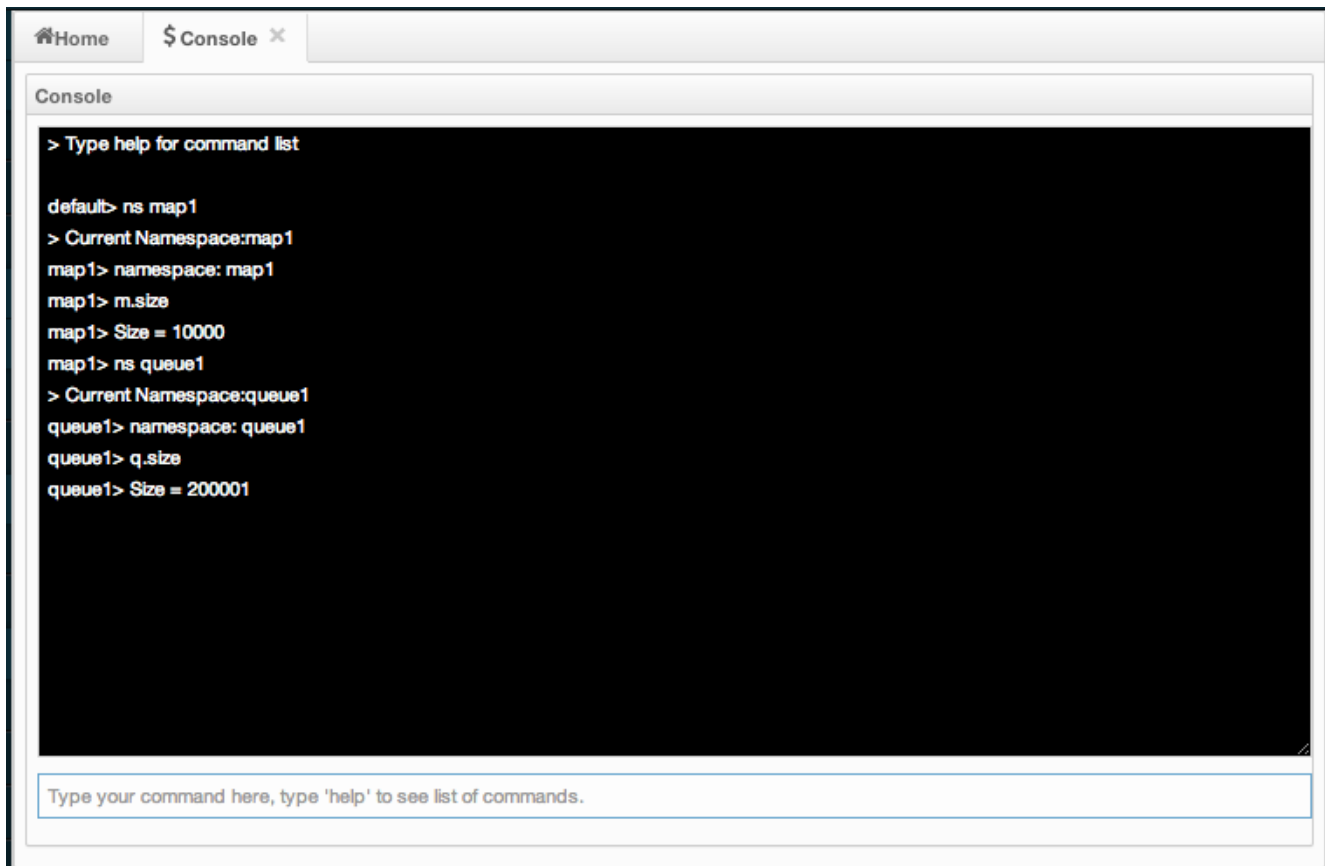 Home
$ Console ×
Console
> Type help for command list
default> ns map1
> Current Namespace:map1
map1> namespace: map1
map1> m.size
map1> Size = 10000
map1> ns queue1
> Current Namespace:queue1
queue1> namespace: queue1
queue1> q.size
queue1> Size = 200001
Type your command here, type 'help' to see list of commands.